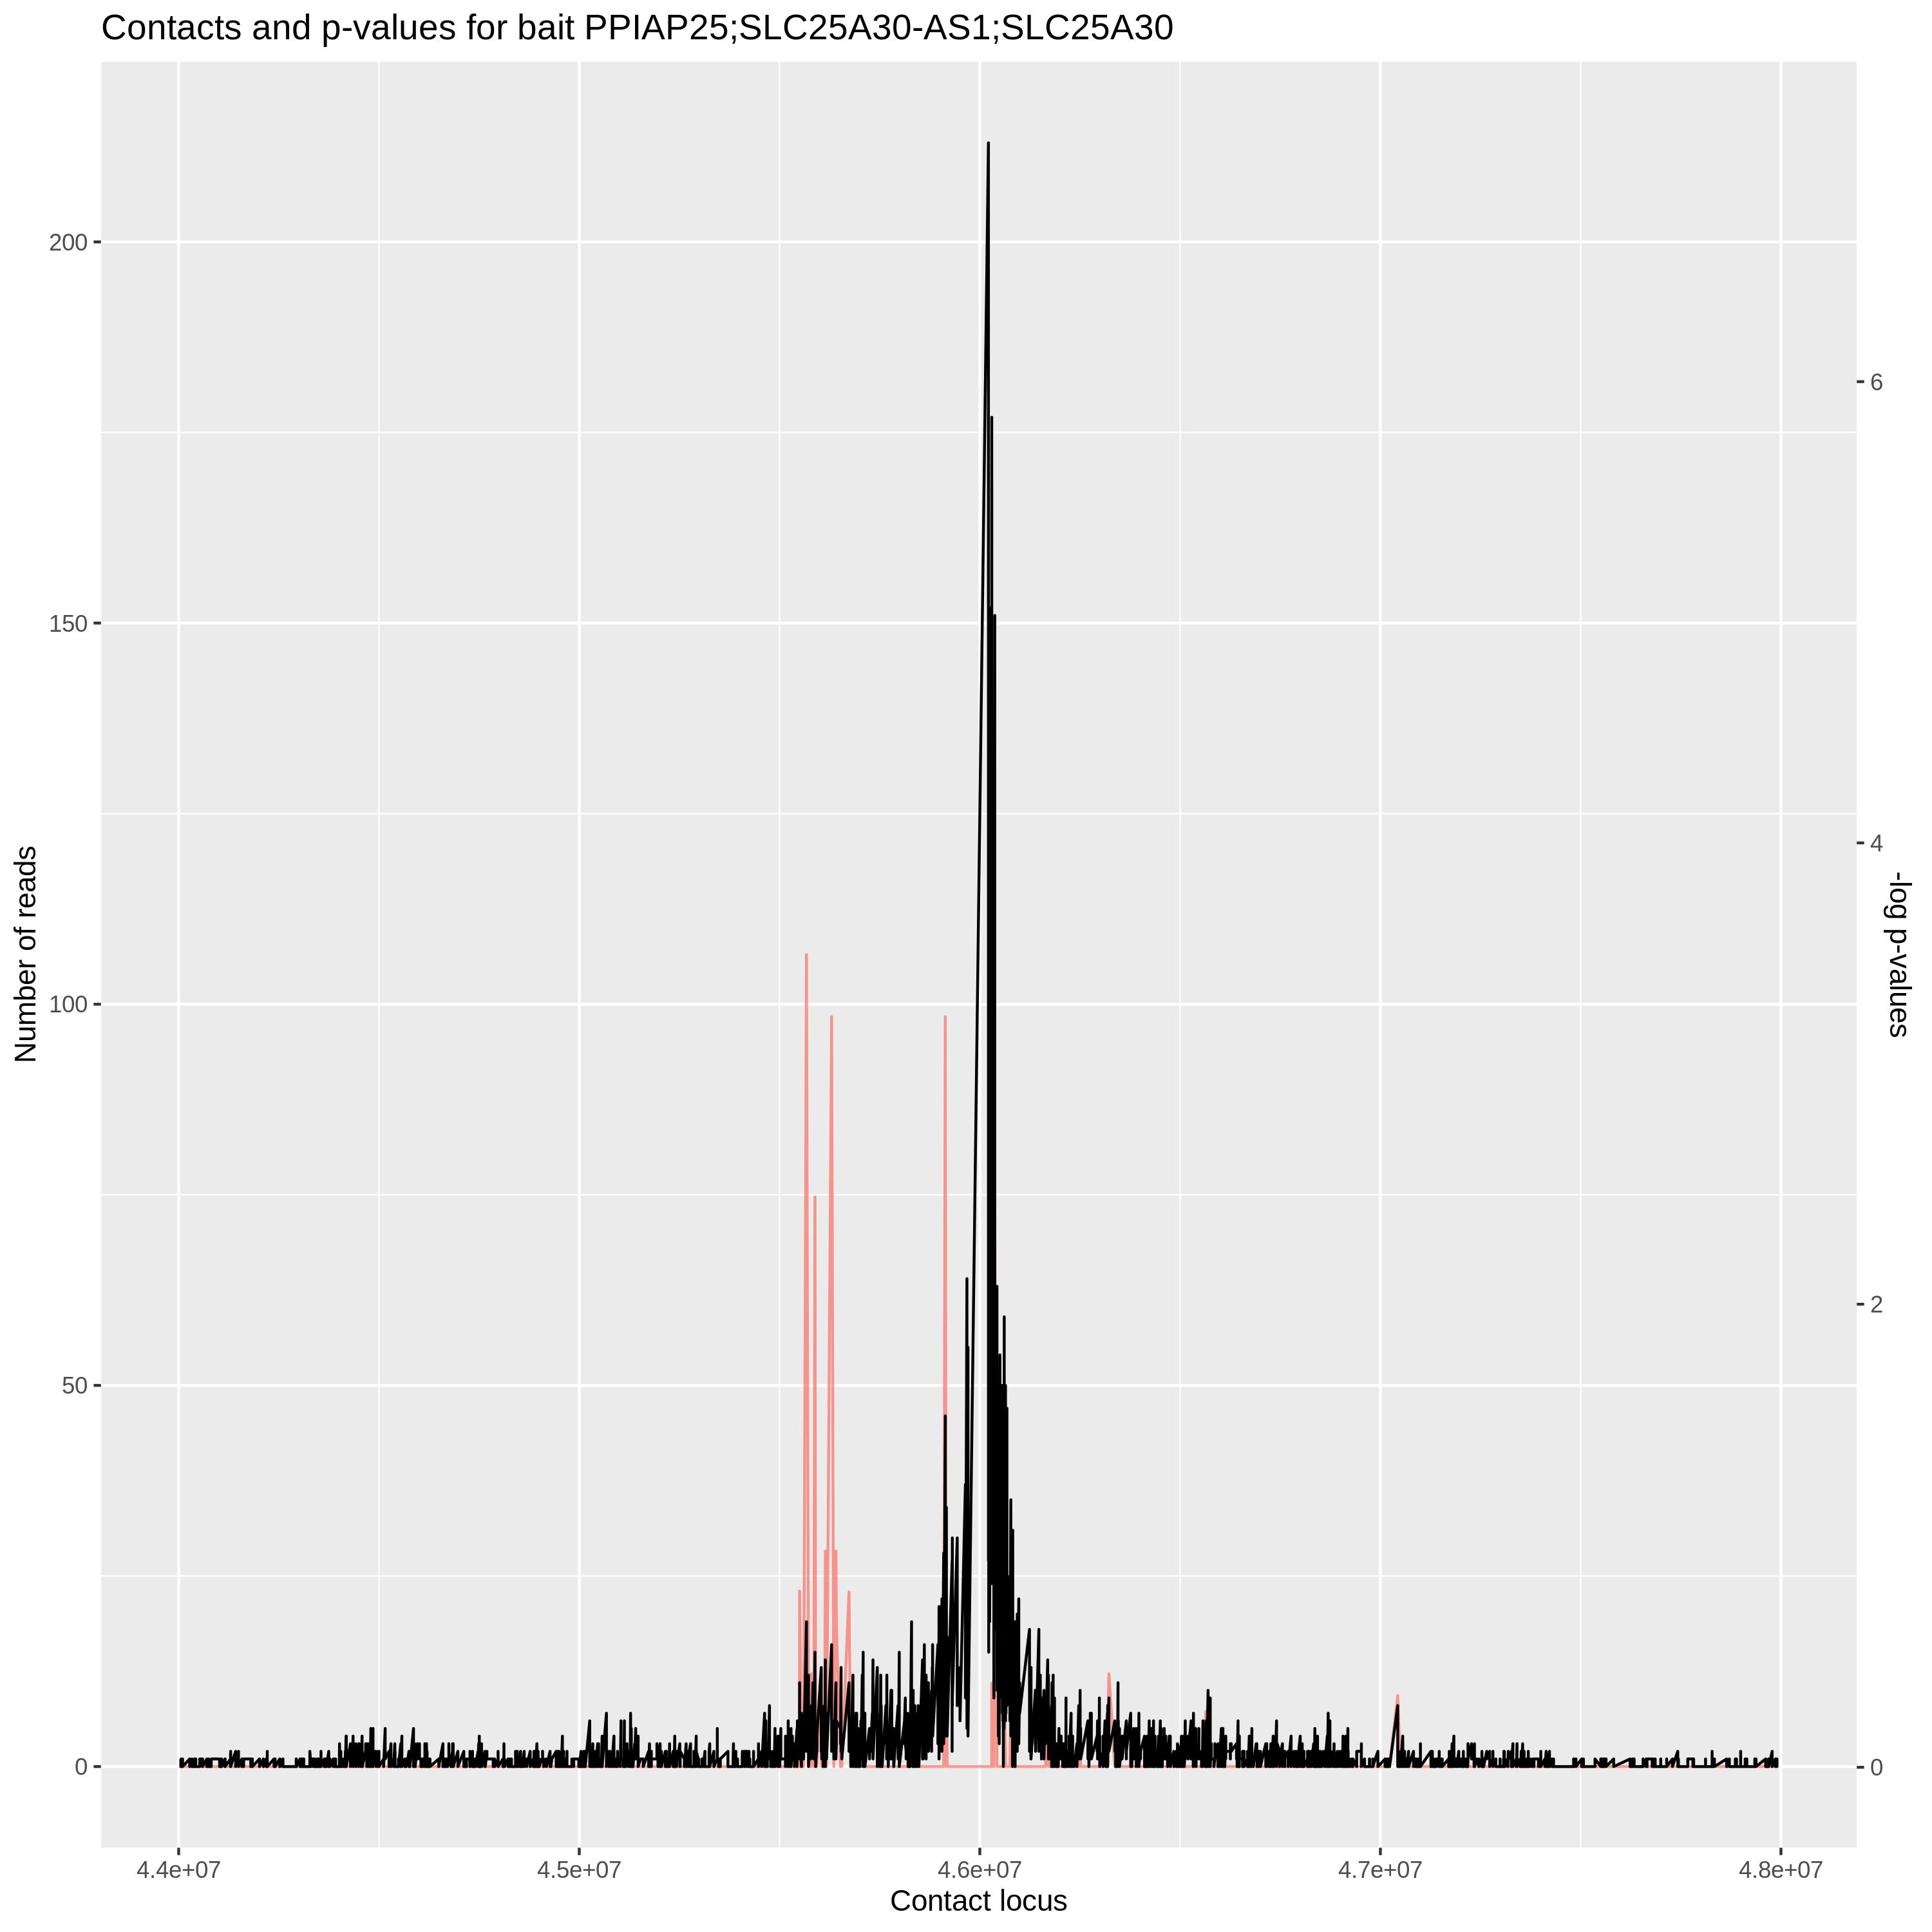 Contacts and p-values for bait PPIAP25;SLC25A30-AS1;SLC25A30
Number of reads
200
150
100
50
0
6
4
2
0
-log p-values
4.4e+07 4.5e+07 4.6e+07 4.7e+07 4.8e+07
Contact locus